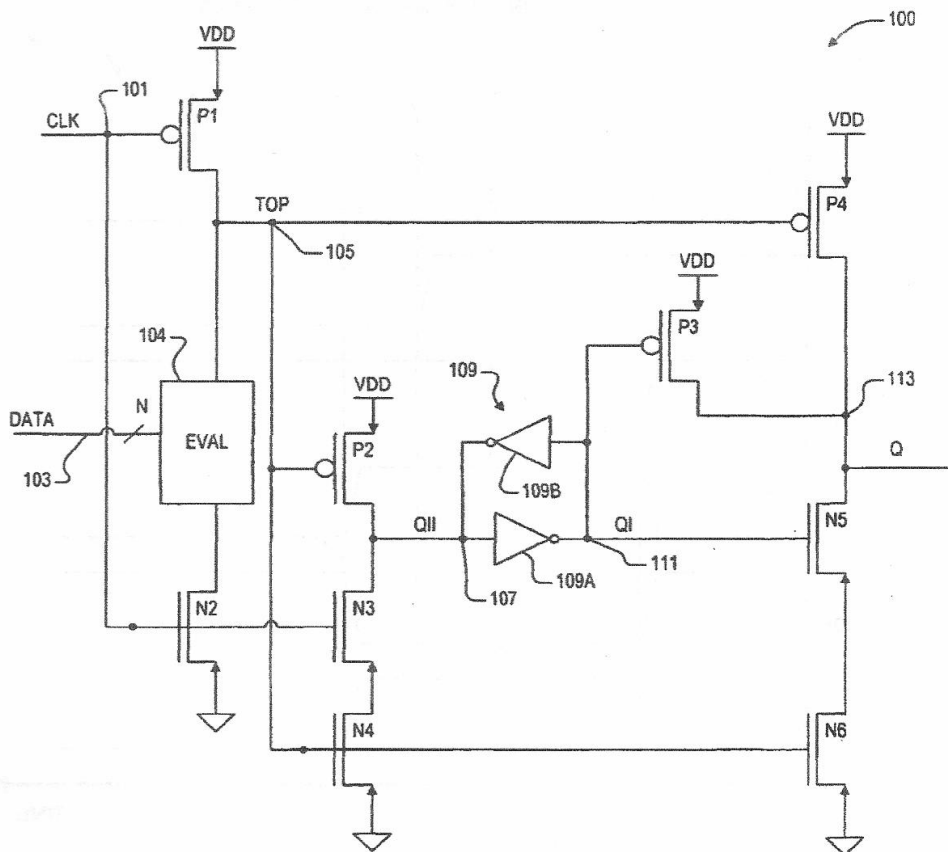 100
VDD
101
P1
CLK
VDD
P4
TOP
105
VDD
P3
104
109
VDD
113
DATA
N
EVAL
P2
Q
103
109B
QII
QI
N5
109A
111
107
N2
N3
N4
N6